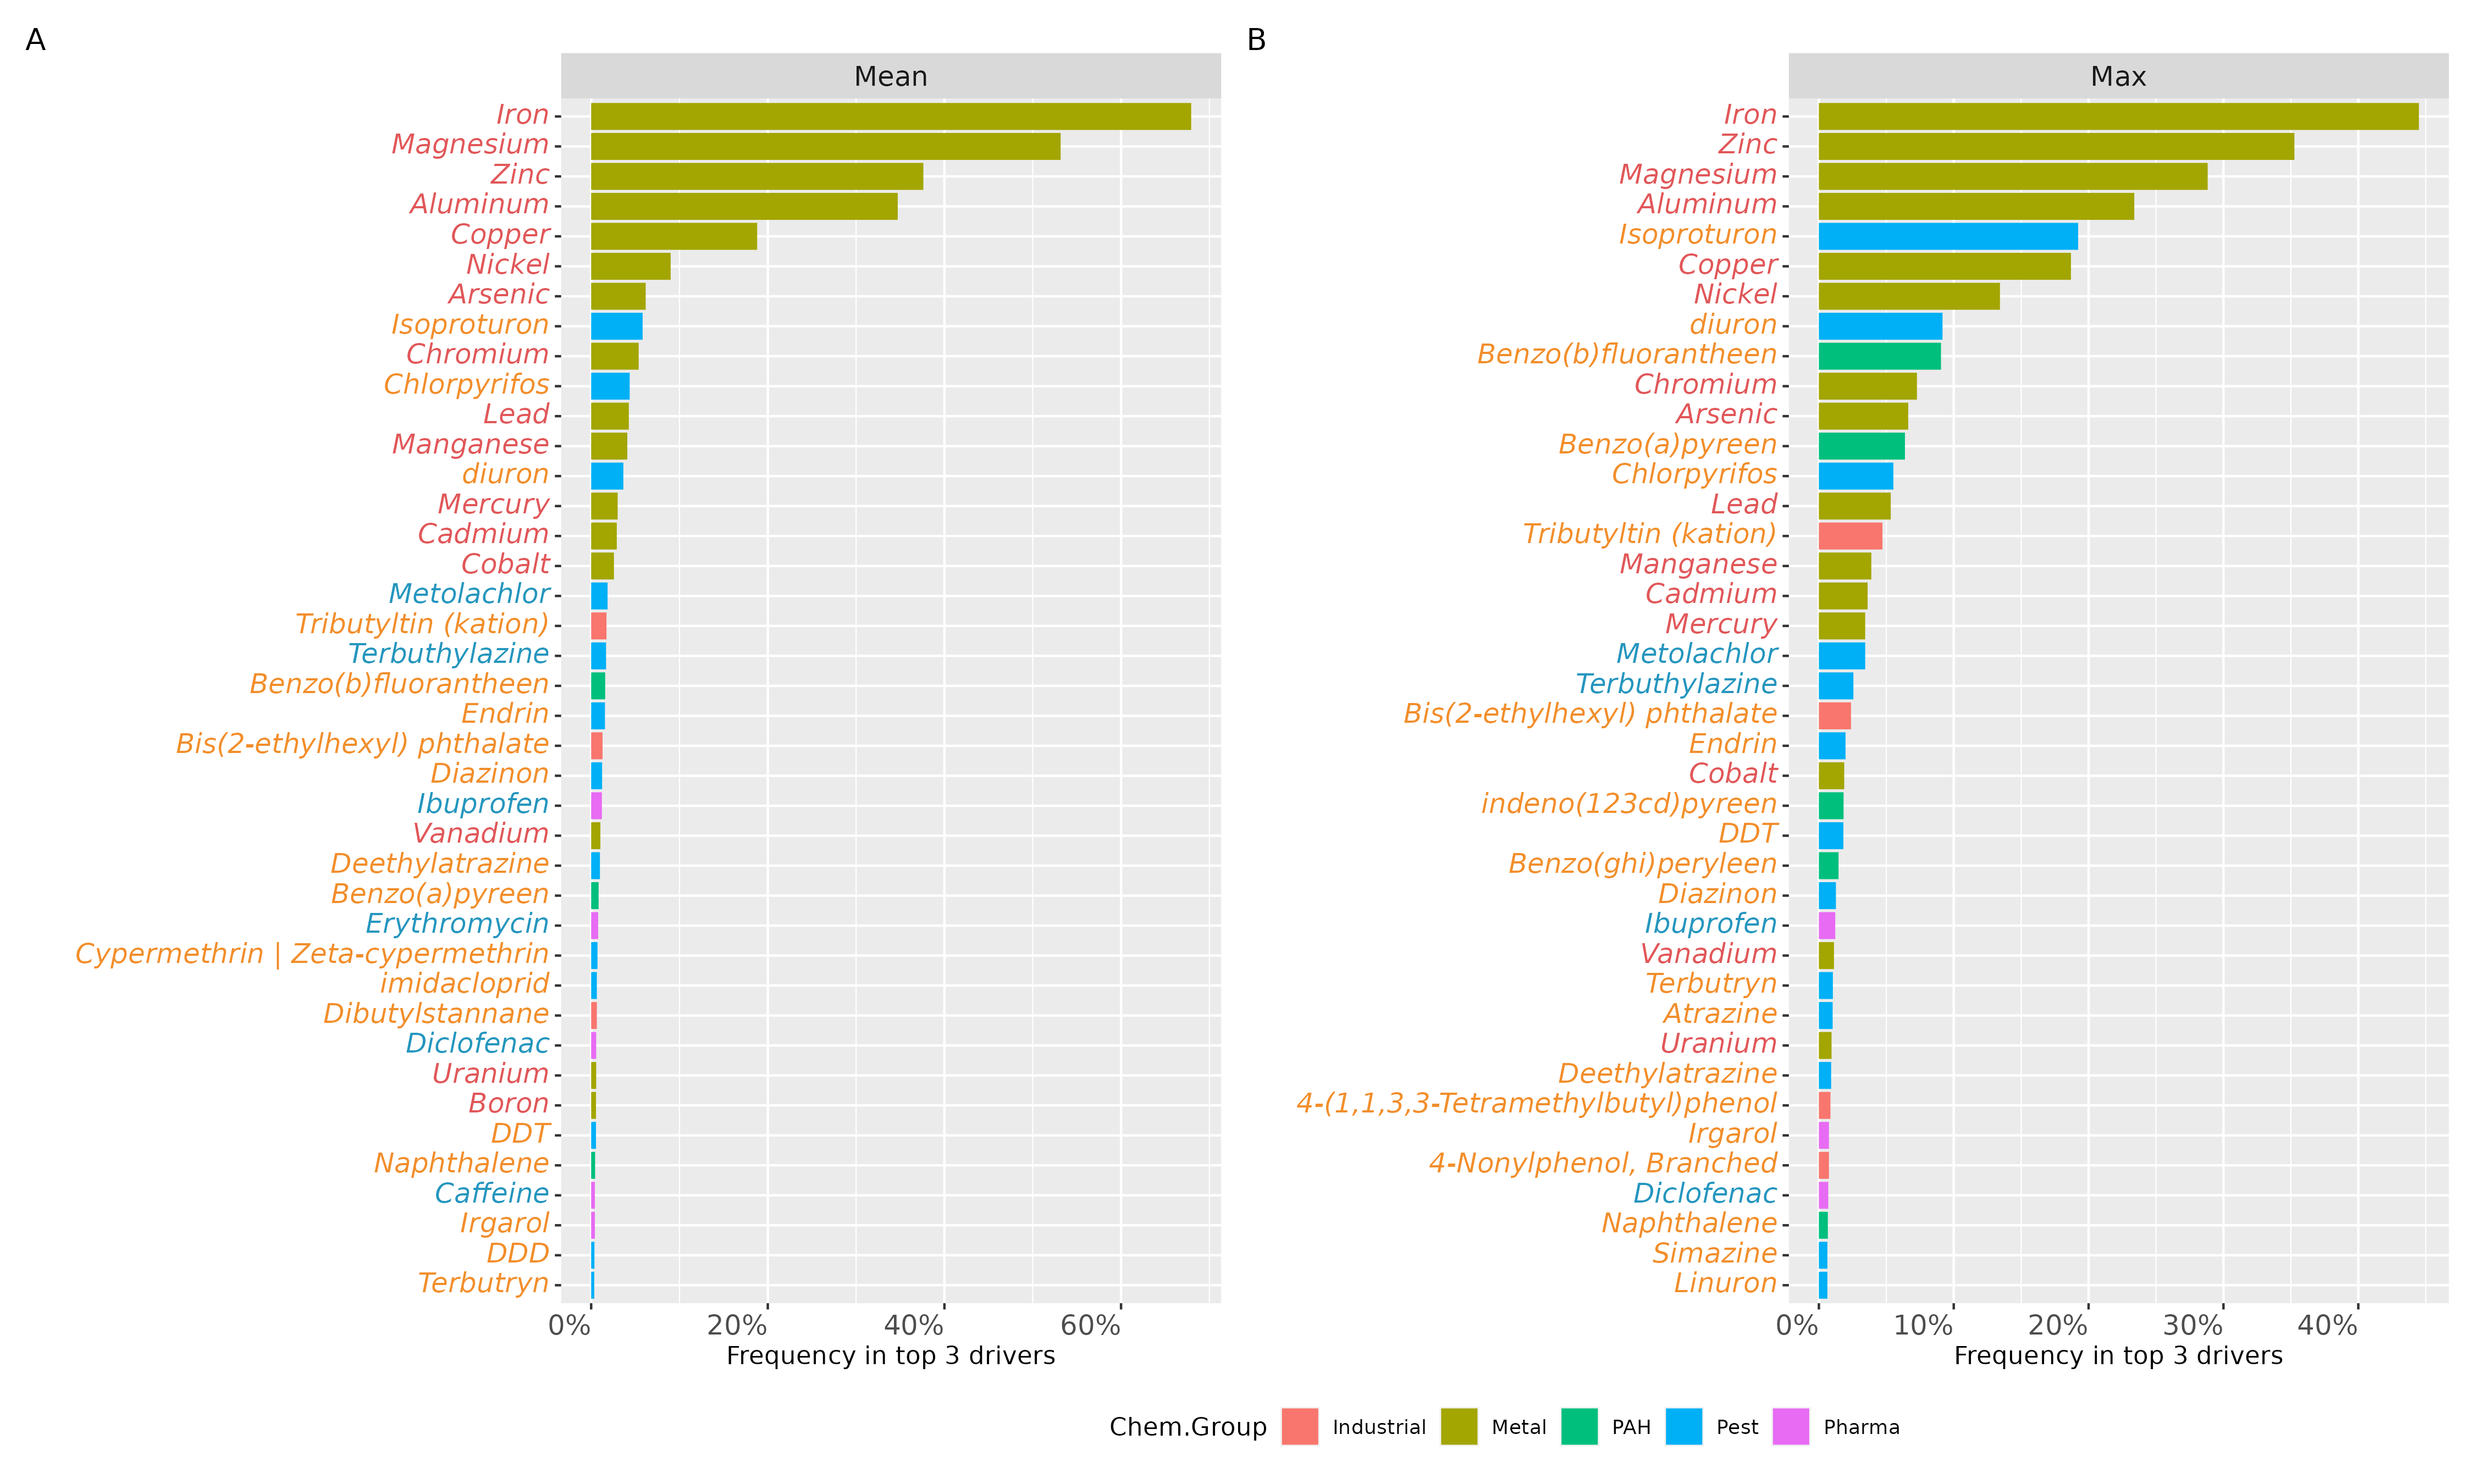 A
Mean
Iron
Magnesium
Zinc
Aluminum
Copper
Nickel
Arsenic
Isoproturon
Chromium
Chlorpyrifos
Lead
Manganese
diuron
Mercury
Cadmium
Cobalt
Metolachlor
Tributyltin (kation)
Terbuthylazine
Benzo(b)fluorantheen
Endrin
Bis(2-ethylhexyl) phthalate
Diazinon
Ibuprofen
Vanadium
Deethylatrazine
Benzo(a)pyreen
Erythromycin
Cypermethrin | Zeta-cypermethrin
imidacloprid
Dibutylstannane
Diclofenac
Uranium
Boron
DDT
Naphthalene
Caffeine
Irgarol
DDD
Terbutryn
0% 20% 40% 60%
Frequency in top 3 drivers
B
Max
Iron
Zinc
Magnesium
Aluminum
Isoproturon
Copper
Nickel
diuron
Benzo(b)fluorantheen
Chromium
Arsenic
Benzo(a)pyreen
Chlorpyrifos
Lead
Tributyltin (kation)
Manganese
Cadmium
Mercury
Metolachlor
Terbuthylazine
Bis(2-ethylhexyl) phthalate
Endrin
Cobalt
indeno(123cd)pyreen
DDT
Benzo(ghi)peryleen
Diazinon
Ibuprofen
Vanadium
Terbutryn
Atrazine
Uranium
Deethylatrazine
4-(1,1,3,3-Tetramethylbutyl)phenol
Irgarol
4-Nonylphenol, Branched
Diclofenac
Naphthalene
Simazine
Linuron
0% 10% 20% 30% 40%
Frequency in top 3 drivers
Chem.Group Industrial Metal PAH Pest Pharma